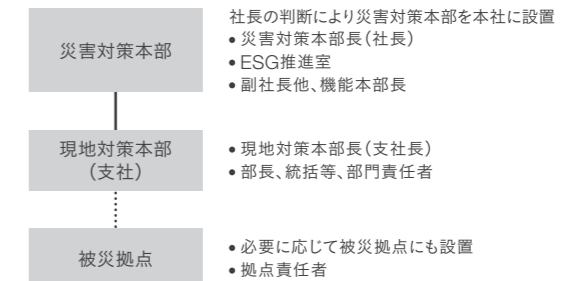 社長の判断により災害対策本部を本社に設置
災害対策本部
● 災害対策本部長(社長)
● ESG推進室
● 副社長他、機能本部長
現地対策本部
(支社)
● 現地対策本部長(支社長)
● 部長、統括等、部門責任者
被災拠点
● 必要に応じて被災拠点にも設置
● 拠点責任者